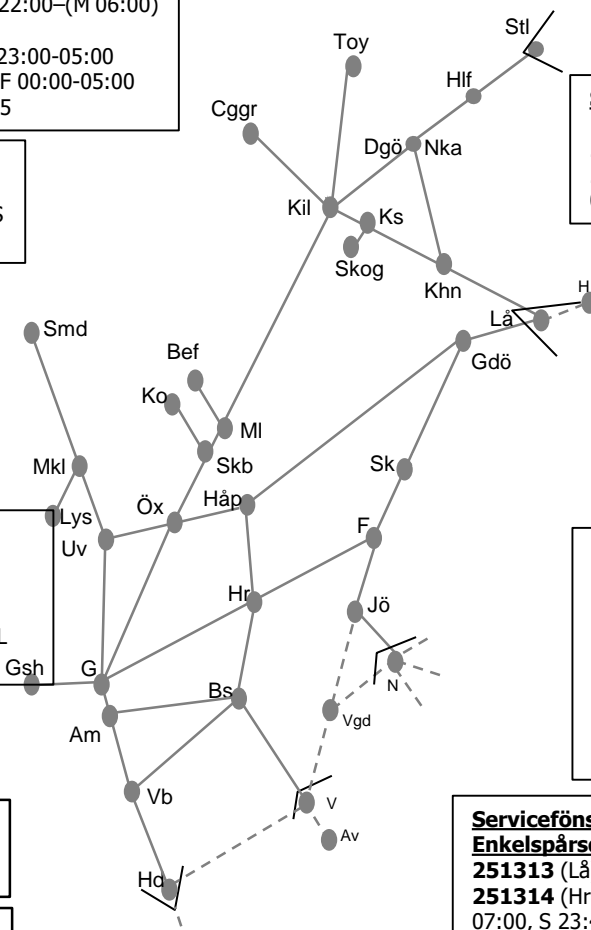 22:00–(M 06:00)
23:00-05:00
F 00:00-05:00
5
Stl
Toy
Hlf
Cggr
Dgö
Nka
S
Kil
Ks
Skog
Khn
H
Lå
Smd
Gdö
Bef
Ko
Ml
Skb
Sk
Mkl
Öx
Håp
Lys
F
Uv
Hr
Jö
L
Gsh
G
N
Bs
Vgd
Am
Vb
V
Av
Hd
Serviceföns
Enkelspårs
251313 (Lå
251314 (Hr
07:00, S 23:4